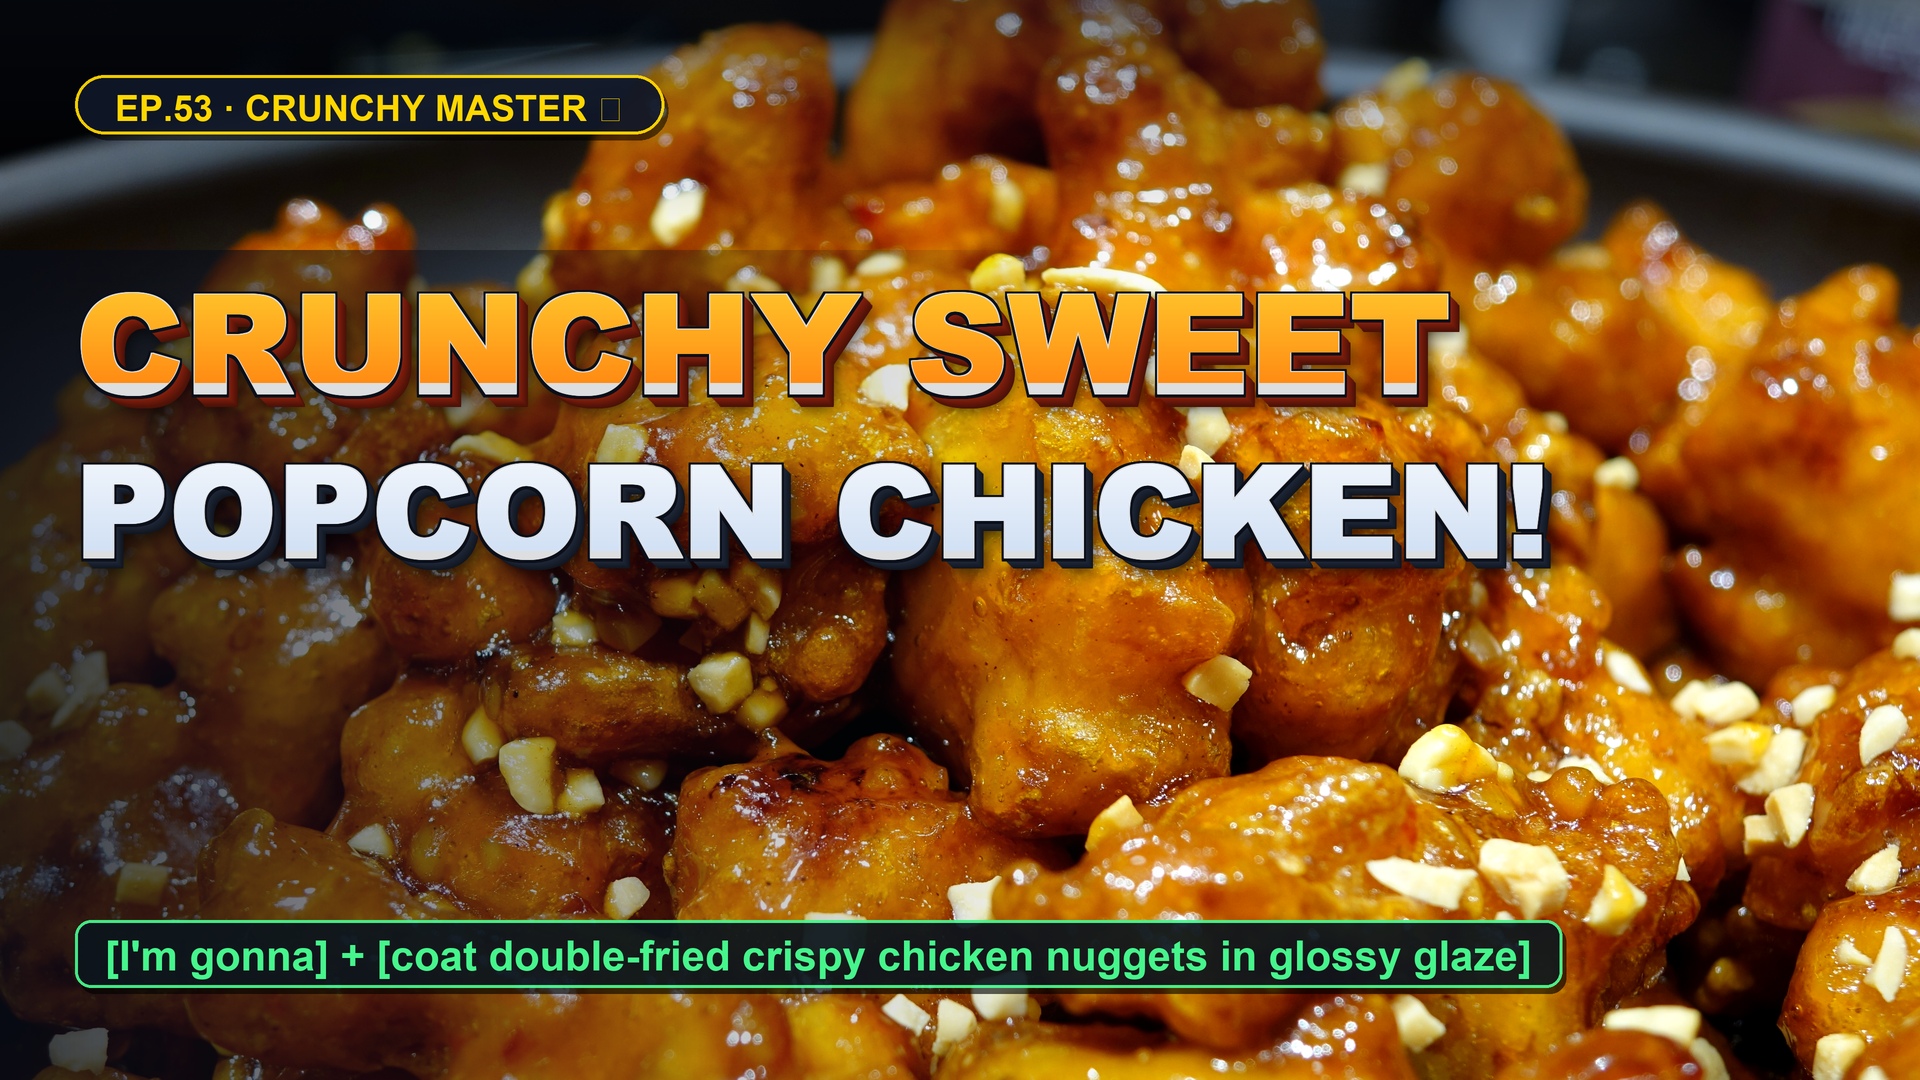 EP.53 · CRUNCHY MASTER
CRUNCHY SWEET
POPCORN CHICKEN!
[I'm gonna] + [coat double-fried crispy chicken nuggets in glossy glaze]